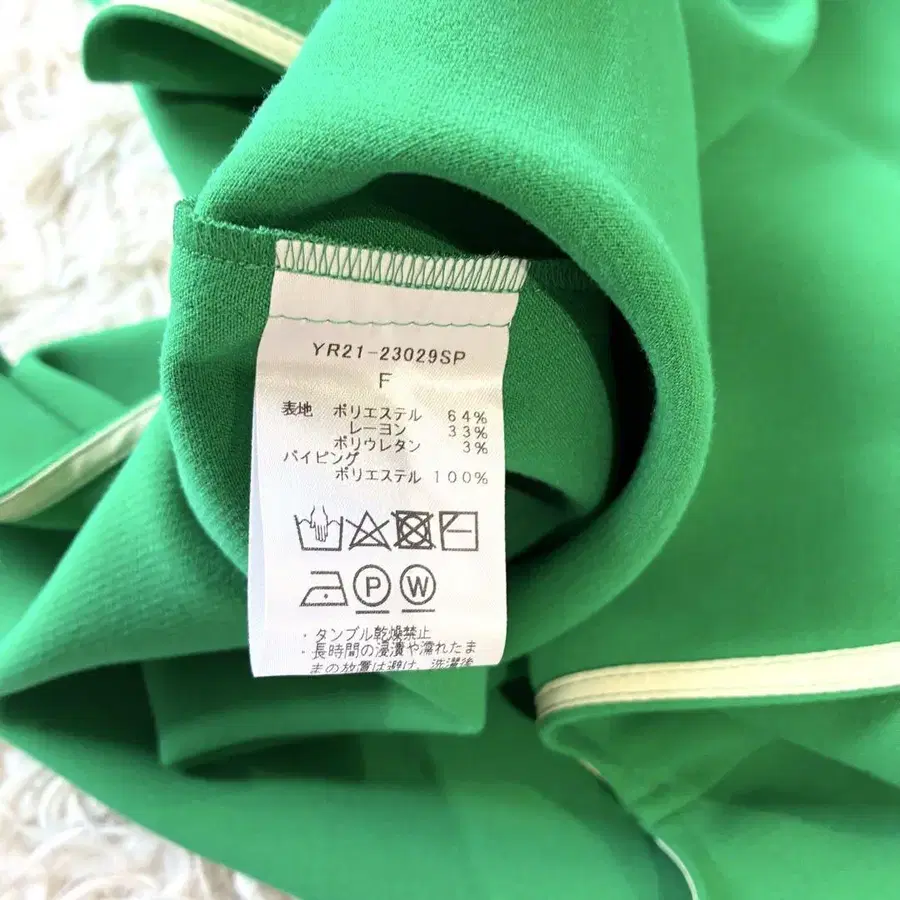 YR21-23029SP
F
表地 ポリエステル 64%
レーヨン 33%
ポリウレタン 3%
パイピング
ポリエステル 100%
P W
・タンブル乾燥禁止
・長時間の浸漬や濡れたま
まの放置は避け、洗濯後